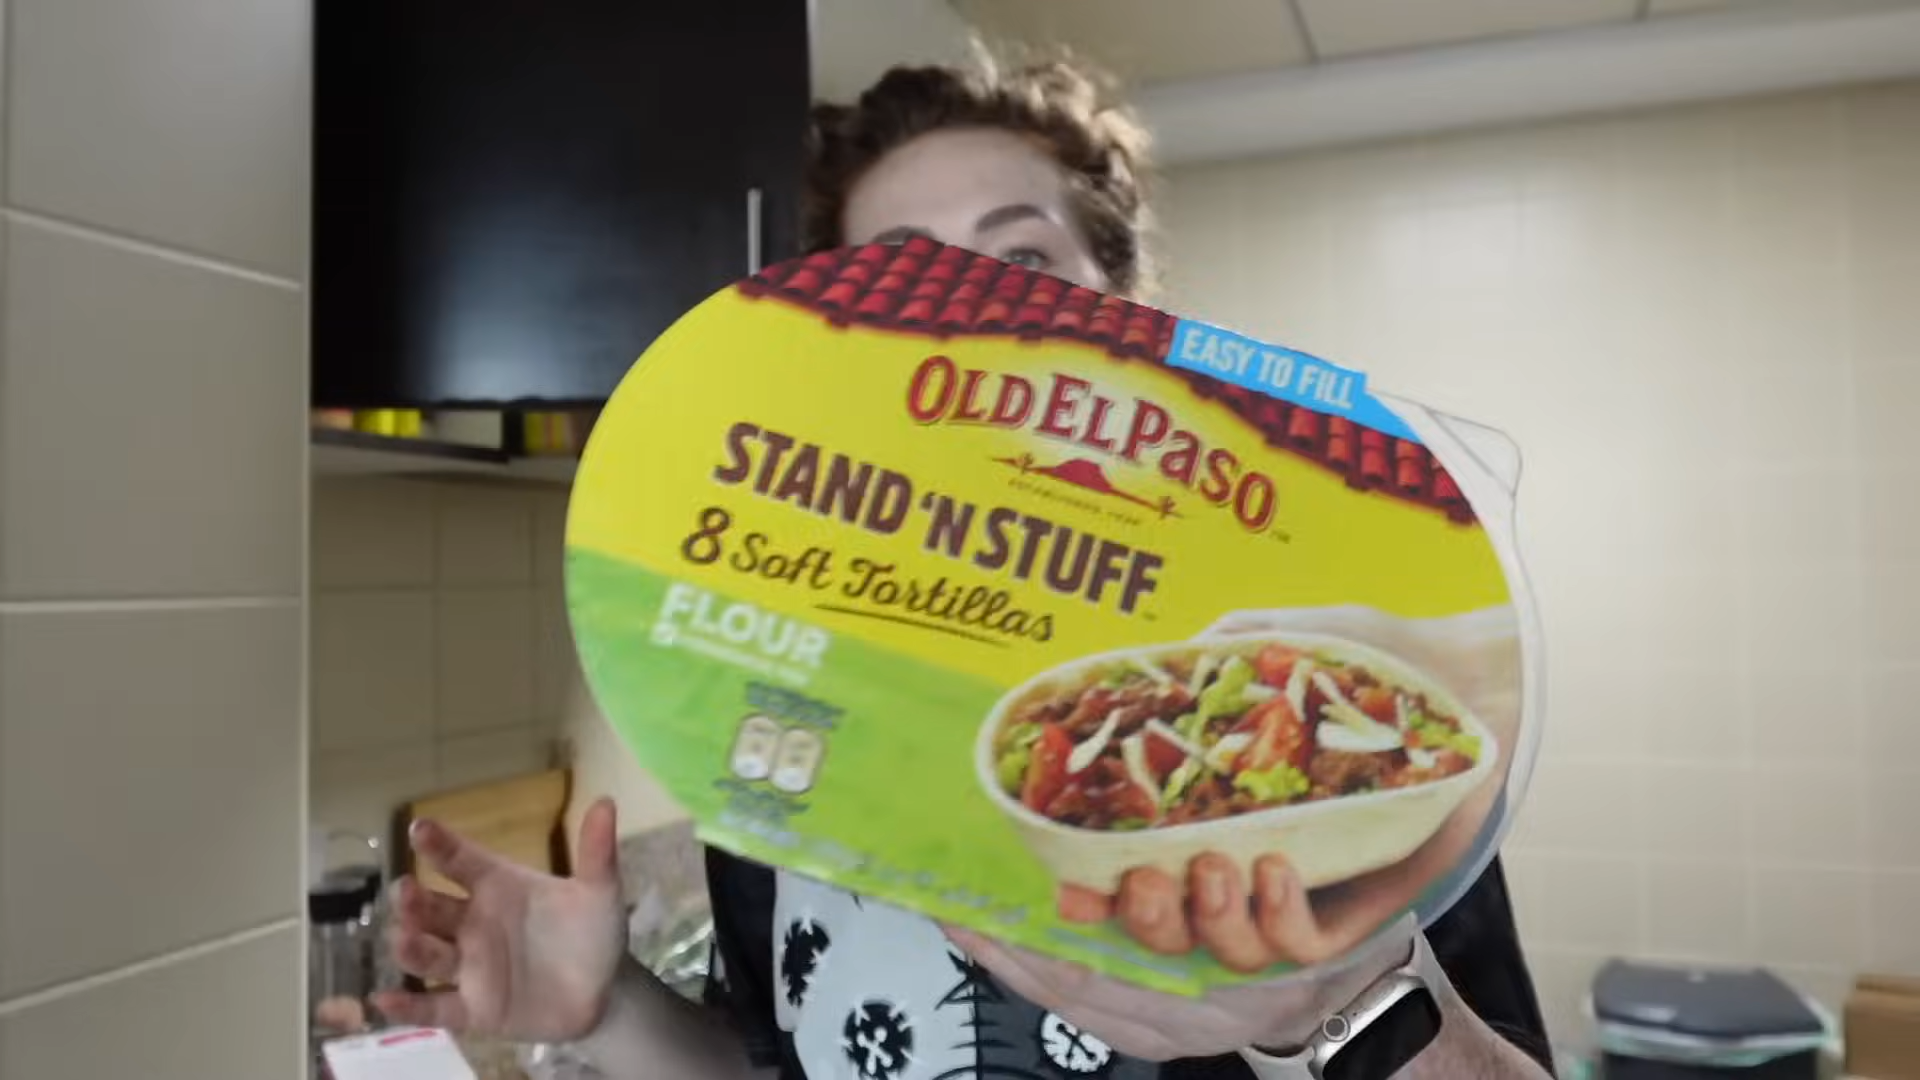 EASY TO FILL
OLD EL PASO
STAND 'N STUFF
8 Soft Tortillas
FLOUR